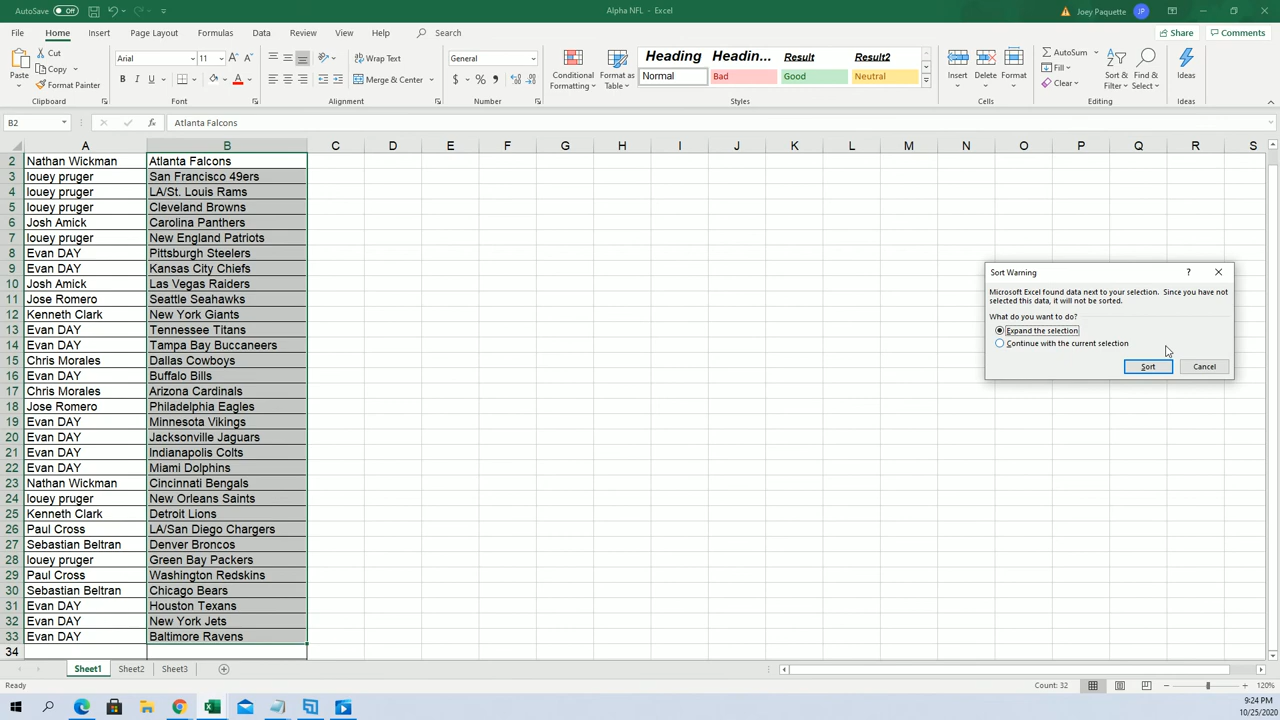 AutoSave Off Alpha NFL - Excel Joey Paquette JP
File Home Insert Page Layout Formulas Data Review View Help Search Share Comments
Paste Cut Copy Format Painter Clipboard
Arial 11 B I U Font
Wrap Text Merge & Center Alignment
General $ % Number
Conditional Formatting Format as Table
Heading Headin... Result Result2
Normal Bad Good Neutral
Styles
Insert Delete Format Cells
AutoSum Fill Clear Sort & Filter Find & Select Editing
Ideas Ideas
B2 fx Atlanta Falcons
A B C D E F G H I J K L M N O P Q R S
2 Nathan Wickman Atlanta Falcons
3 louey pruger San Francisco 49ers
4 louey pruger LA/St. Louis Rams
5 louey pruger Cleveland Browns
6 Josh Amick Carolina Panthers
7 louey pruger New England Patriots
8 Evan DAY Pittsburgh Steelers
9 Evan DAY Kansas City Chiefs
10 Josh Amick Las Vegas Raiders
11 Jose Romero Seattle Seahawks
12 Kenneth Clark New York Giants
13 Evan DAY Tennessee Titans
14 Evan DAY Tampa Bay Buccaneers
15 Chris Morales Dallas Cowboys
16 Evan DAY Buffalo Bills
17 Chris Morales Arizona Cardinals
18 Jose Romero Philadelphia Eagles
19 Evan DAY Minnesota Vikings
20 Evan DAY Jacksonville Jaguars
21 Evan DAY Indianapolis Colts
22 Evan DAY Miami Dolphins
23 Nathan Wickman Cincinnati Bengals
24 louey pruger New Orleans Saints
25 Kenneth Clark Detroit Lions
26 Paul Cross LA/San Diego Chargers
27 Sebastian Beltran Denver Broncos
28 louey pruger Green Bay Packers
29 Paul Cross Washington Redskins
30 Sebastian Beltran Chicago Bears
31 Evan DAY Houston Texans
32 Evan DAY New York Jets
33 Evan DAY Baltimore Ravens
34
Sort Warning ?
Microsoft Excel found data next to your selection. Since you have not
selected this data, it will not be sorted.
What do you want to do?
Expand the selection
Continue with the current selection
Sort Cancel
Sheet1 Sheet2 Sheet3
Ready Count: 32 120%
9:24 PM
10/25/2020